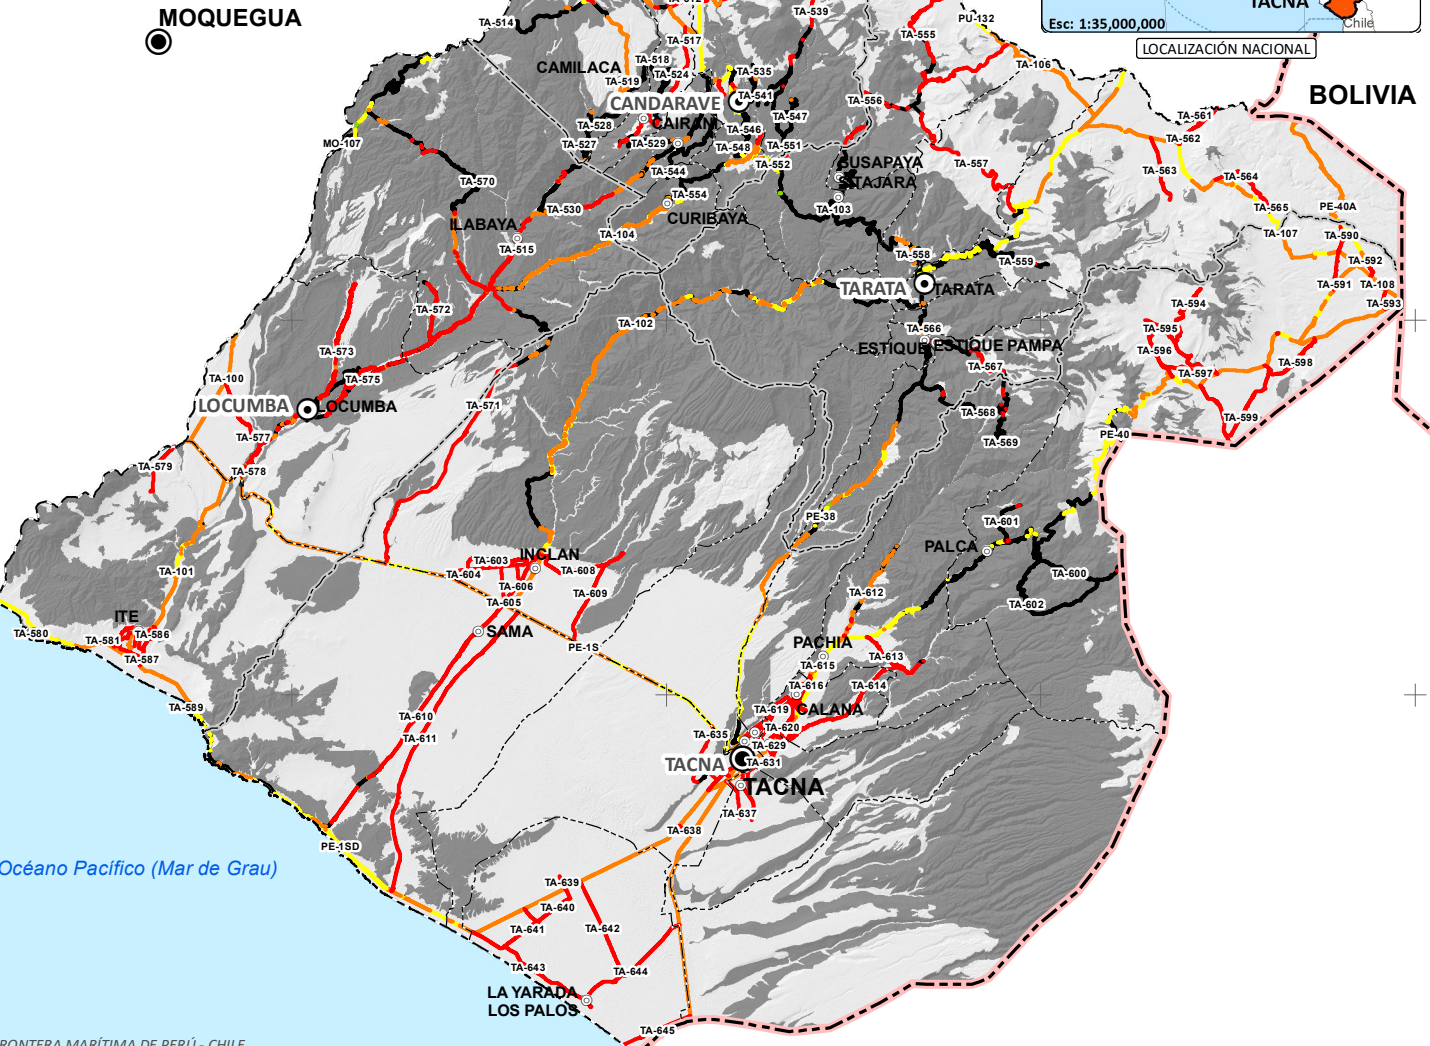 MOQUEGUA
TACNA
Chile
Esc: 1:35,000,000
LOCALIZACIÓN NACIONAL
BOLIVIA
TA-514
TA-539
PU-132
TA-517
TA-555
CAMILACA
TA-518
TA-524
TA-519
TA-535
TA-106
CANDARAVE
TA-541
TA-556
TA-528
CAIRANI
TA-547
TA-546
TA-561
TA-562
MO-107
TA-527
TA-529
TA-548
TA-551
TA-552
SUSAPAYA
TA-557
TA-563
TA-564
TA-570
TA-544
SITAJARA
TA-554
TA-530
TA-103
TA-565
PE-40A
ILABAYA
CURIBAYA
TA-104
TA-107
TA-590
TA-515
TA-558
TA-559
TA-592
TARATA
TARATA
TA-591
TA-108
TA-593
TA-594
TA-572
TA-102
TA-566
TA-595
TA-573
ESTIQUE
ESTIQUE PAMPA
TA-596
TA-567
TA-598
TA-100
TA-575
TA-597
LOCUMBA
LOCUMBA
TA-571
TA-568
TA-599
TA-577
TA-569
PE-40
TA-579
TA-578
PE-38
TA-601
PALCA
INCLAN
TA-603
TA-604
TA-608
TA-101
TA-600
TA-606
TA-605
TA-609
TA-612
TA-602
ITE
TA-580
TA-581
TA-586
SAMA
PACHIA
PE-1S
TA-587
TA-613
TA-615
TA-616
TA-614
TA-589
TA-619
CALANA
TA-610
TA-620
TA-635
TA-611
TA-629
TACNA
TA-631
TACNA
TA-637
TA-638
PE-1SD
Océano Pacífico (Mar de Grau)
TA-639
TA-640
TA-641
TA-642
TA-643
TA-644
LA YARADA
LOS PALOS
TA-645
RONTERA MARÍTIMA DE PERÚ - CHILE